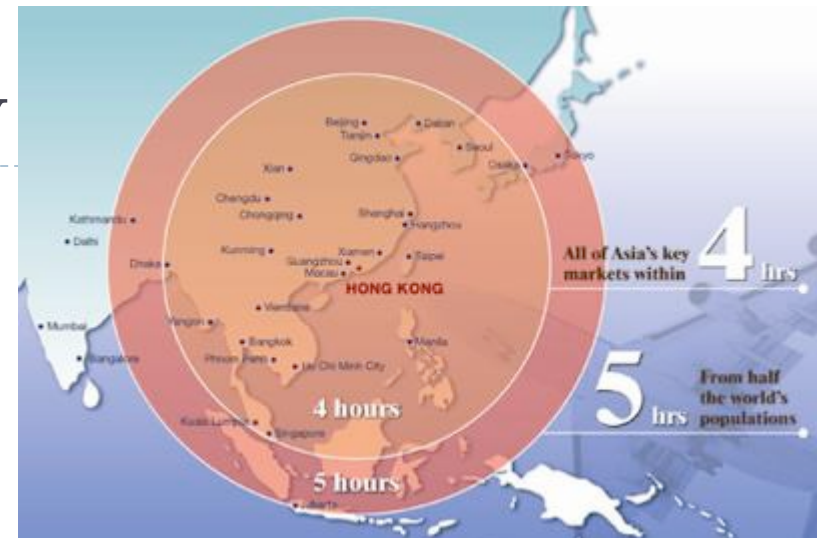 Y
Beijing
Dalian
Tianjin
Seoul
Qingdao
Osaka
Tokyo
Xian
Chengdu
Chongqing
Shanghai
Hangzhou
Kathmandu
Delhi
Kunming
Xiamen
Taipei
Guangzhou
Dhaka
Macau
HONG KONG
All of Asia's key
markets within
4 hrs
Vientiane
Yangon
Mumbai
Bangkok
Manila
Bangalore
Phnom Penh
Ho Chi Minh City
5 hrs
From half
the world's
populations
4 hours
Kuala Lumpur
Singapore
5 hours
Jakarta